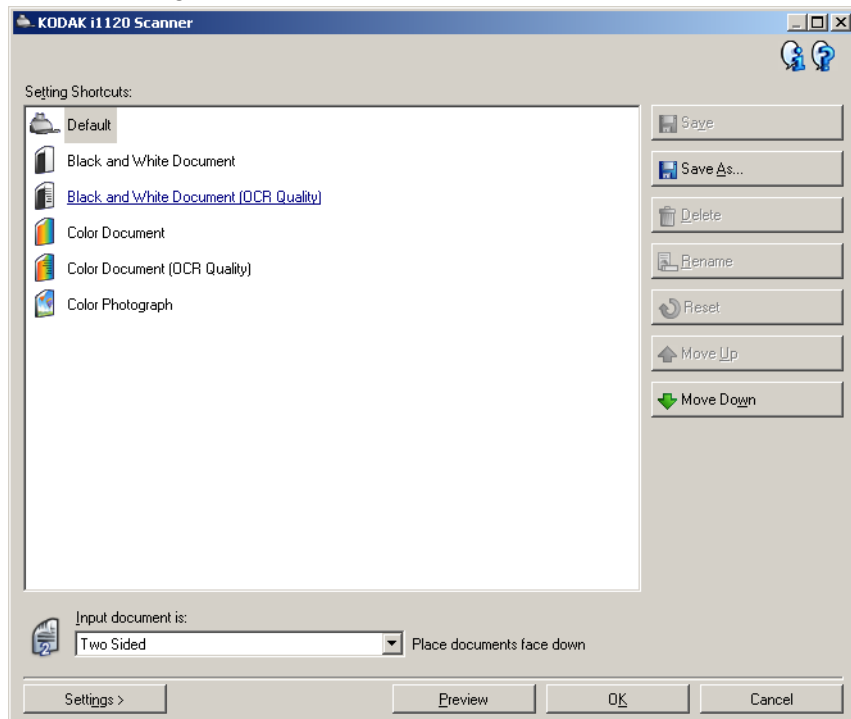 KODAK i1120 Scanner
Setting Shortcuts:
Default
Black and White Document
Black and White Document (OCR Quality)
Color Document
Color Document (OCR Quality)
Color Photograph
Save
Save As...
Delete
Rename
Reset
Move Up
Move Down
Input document is:
2
Two Sided
Place documents face down
Settings >
Preview
OK
Cancel